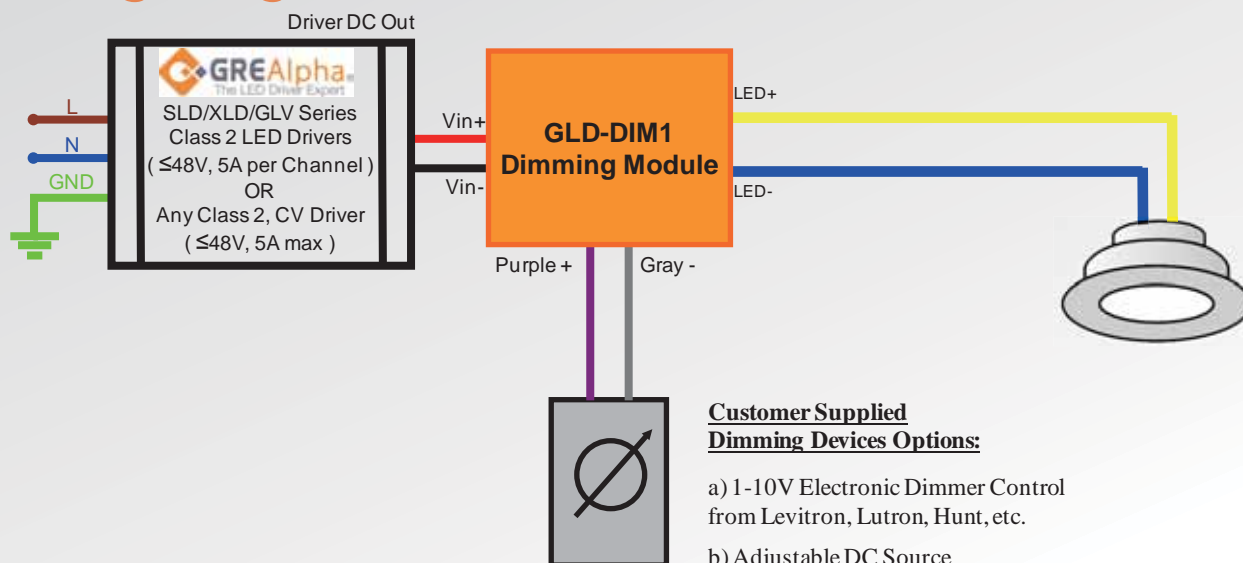 Driver DC Out
GREAlpha®
The LED Driver Expert
SLD/XLD/GLV Series
Class 2 LED Drivers
( ≤48V, 5A per Channel )
OR
Any Class 2, CV Driver
( ≤48V, 5A max )
L
N
GND
Vin+
Vin-
GLD-DIM1
Dimming Module
LED+
LED-
Purple +
Gray -
Customer Supplied
Dimming Devices Options:
a) 1-10V Electronic Dimmer Control
from Levitron, Lutron, Hunt, etc.
b) Adjustable DC Source